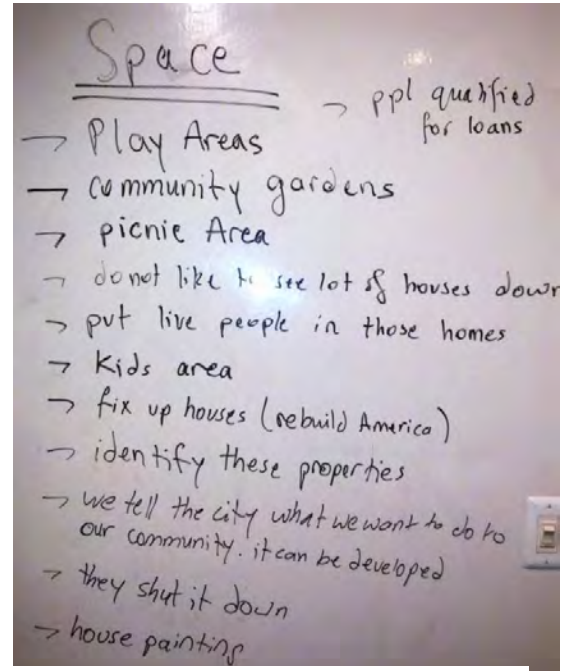 Space
→ ppl qualified
for loans
→ Play Areas
→ community gardens
→ picnic Area
→ do not like to see lot of houses down
→ put live people in those homes
→ Kids area
→ fix up houses (rebuild America)
→ identify these properties
→ we tell the city what we want to do to
our community. it can be developed
→ they shut it down
→ house painting